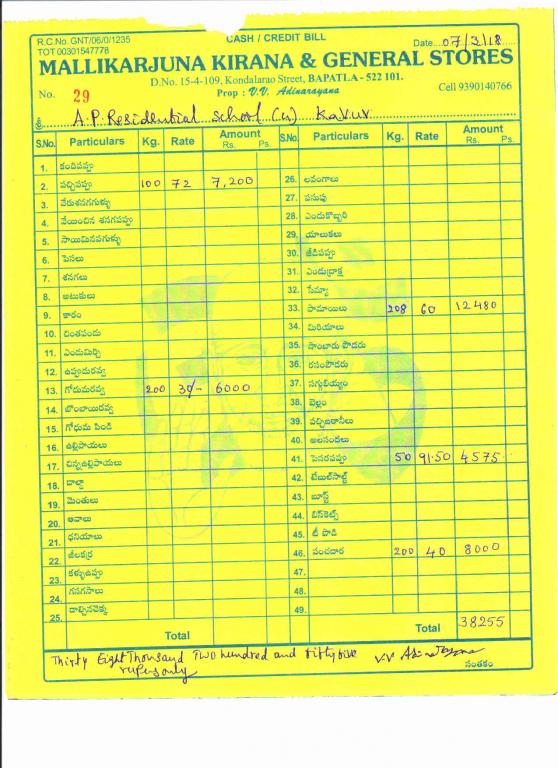 R.C.No. GNT/06/0/1235
TOT 00301547778
CASH / CREDIT BILL
Date 07/3/18
MALLIKARJUNA KIRANA & GENERAL STORES
D.No. 15-4-109, Kondalarao Street, BAPATLA - 522 101.
Prop : V.V. Adinarayana
Cell 9390140766
No. 29
శ్రీ A.P. Residential school (u) Kavur
S.No. Particulars Kg. Rate Amount Rs. Ps.
1. కందిపప్పు
2. పచ్చిపప్పు 100 72 7,200
3. వేరుశనగగుళ్ళు
4. వేయించిన శనగపప్పు
5. సాయిమినపగుళ్ళు
6. పెసలు
7. శనగలు
8. అటుకులు
9. కారం
10. చింతపండు
11. ఎండుమిర్చి
12. ఉప్పుడురవ్వ
13. గోదుమరవ్వ 200 30/- 6000
14. బొంబాయిరవ్వ
15. గోధుమ పిండి
16. ఉల్లిపాయలు
17. చిన్నఉల్లిపాయలు
18. డాల్డా
19. మెంతులు
20. ఆవాలు
21. ధనియాలు
22. జీలకర్ర
23. కళ్ళుఉప్పు
24. గసగసాలు
25. దాల్చినచెక్క
Total
S.No. Particulars Kg. Rate Amount Rs. Ps.
26. లవంగాలు
27. పసుపు
28. ఎండుకొబ్బరి
29. యాలుకలు
30. జీడిపప్పు
31. ఎండుద్రాక్ష
32. సేమ్యా
33. పామాయిలు 208 60 12480
34. మిరియాలు
35. సాంబారు పౌడరు
36. రసంపౌడరు
37. సగ్గుబియ్యం
38. బెల్లం
39. పచ్చిబఠాణీలు
40. అలసందలు
41. పెసరపప్పు 50 91.50 4575
42. టేబుల్‌సాల్ట్
43. బూస్ట్
44. బిస్‌కెట్స్
45. టీ పొడి
46. పంచదార 200 40 8000
47.
48.
49.
Total 38255
Thirty Eight Thousand Two hundred and fifty five
rupees only
V.V Adinarayana
సంతకం